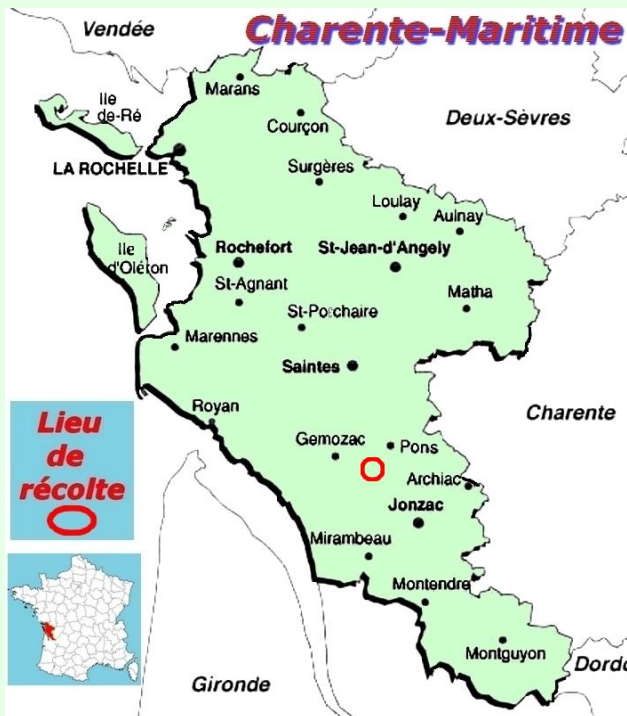 Charente-Maritime
Vendée
Marans
Ile
de-Ré
Courçon
Deux-Sèvres
LA ROCHELLE
Surgères
Loulay
Aulnay
Ile
d'Oléron
Rochefort
St-Jean-d'Angely
St-Agnant
Matha
St-Porchaire
Marennes
Saintes
Royan
Charente
Lieu
de
récolte
Gemozac
Pons
Archiac
Jonzac
Mirambeau
Montendre
Montguyon
Dordo
Gironde